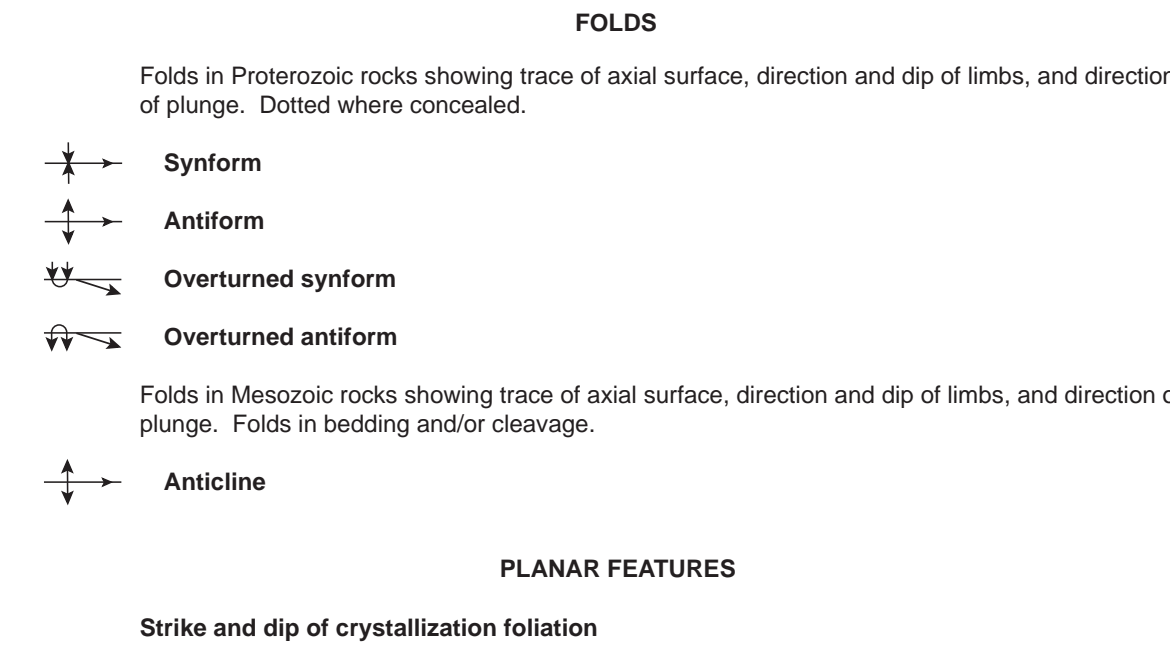 FOLDS
Folds in Proterozoic rocks showing trace of axial surface, direction and dip of limbs, and direction
of plunge.  Dotted where concealed.
Synform
Antiform
Overturned synform
Overturned antiform
Folds in Mesozoic rocks showing trace of axial surface, direction and dip of limbs, and direction
plunge.  Folds in bedding and/or cleavage.
Anticline
PLANAR FEATURES
Strike and dip of crystallization foliation